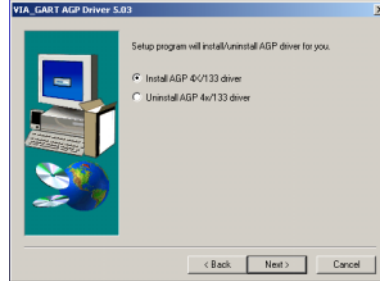 VIA_GART AGP Driver 5.03
Setup program will install/uninstall AGP driver for you.
Install AGP 4X/133 driver
Uninstall AGP 4x/133 driver
< Back
Next >
Cancel